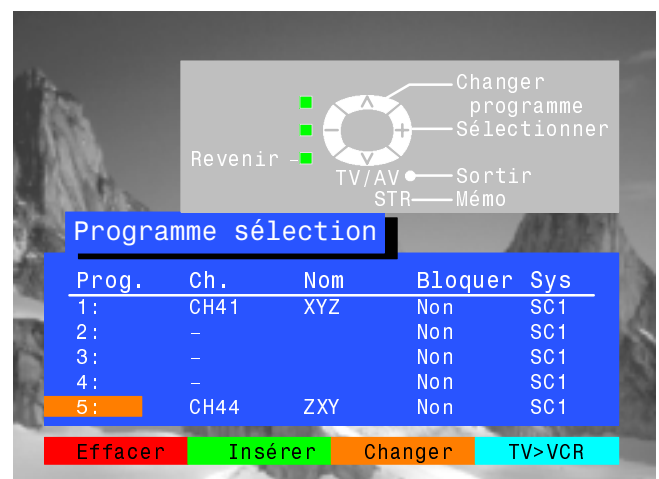 Changer
programme
Sélectionner
Revenir
TV/AV Sortir
STR Mémo
Programme sélection
Prog. Ch. Nom Bloquer Sys
1: CH41 XYZ Non SC1
2: – Non SC1
3: – Non SC1
4: – Non SC1
5: CH44 ZXY Non SC1
Effacer Insérer Changer TV>VCR